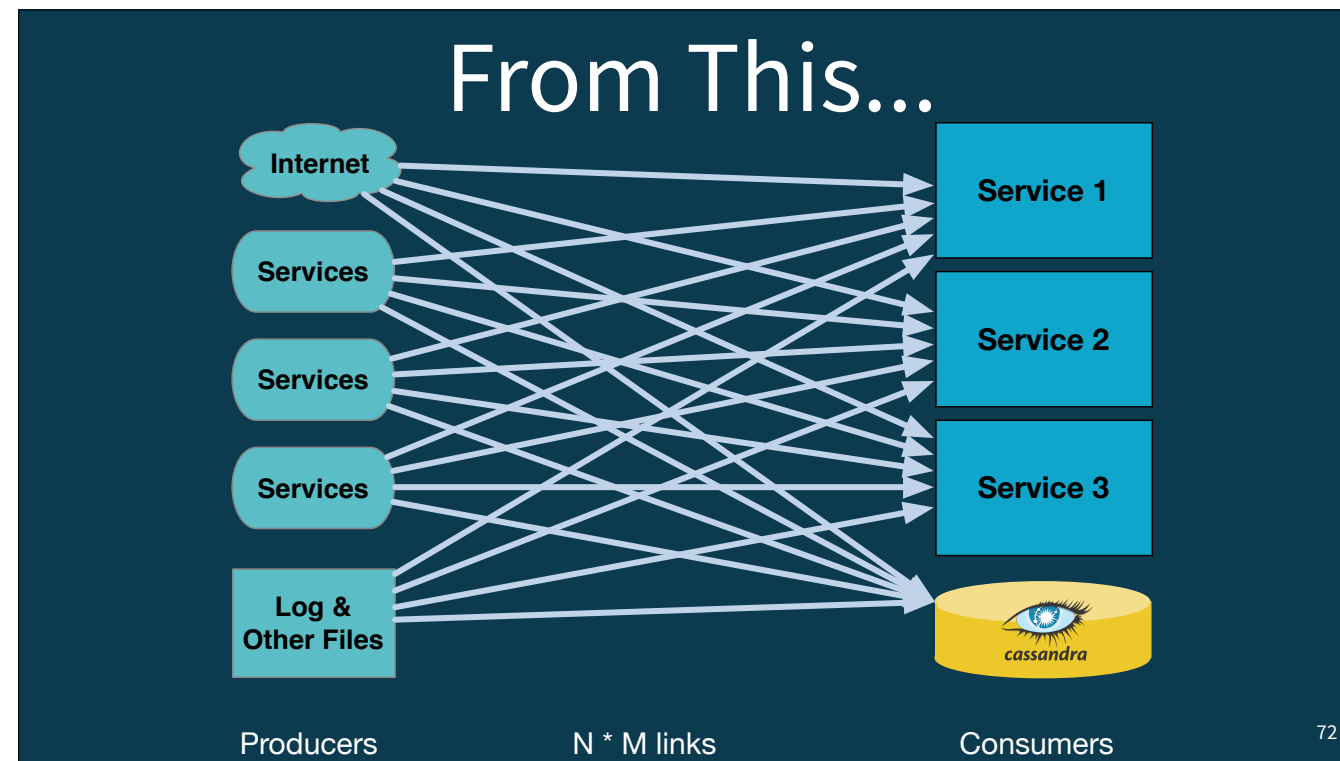 From This...
Internet
Services
Services
Services
Log &
Other Files
Service 1
Service 2
Service 3
cassandra
Producers
N * M links
Consumers
72